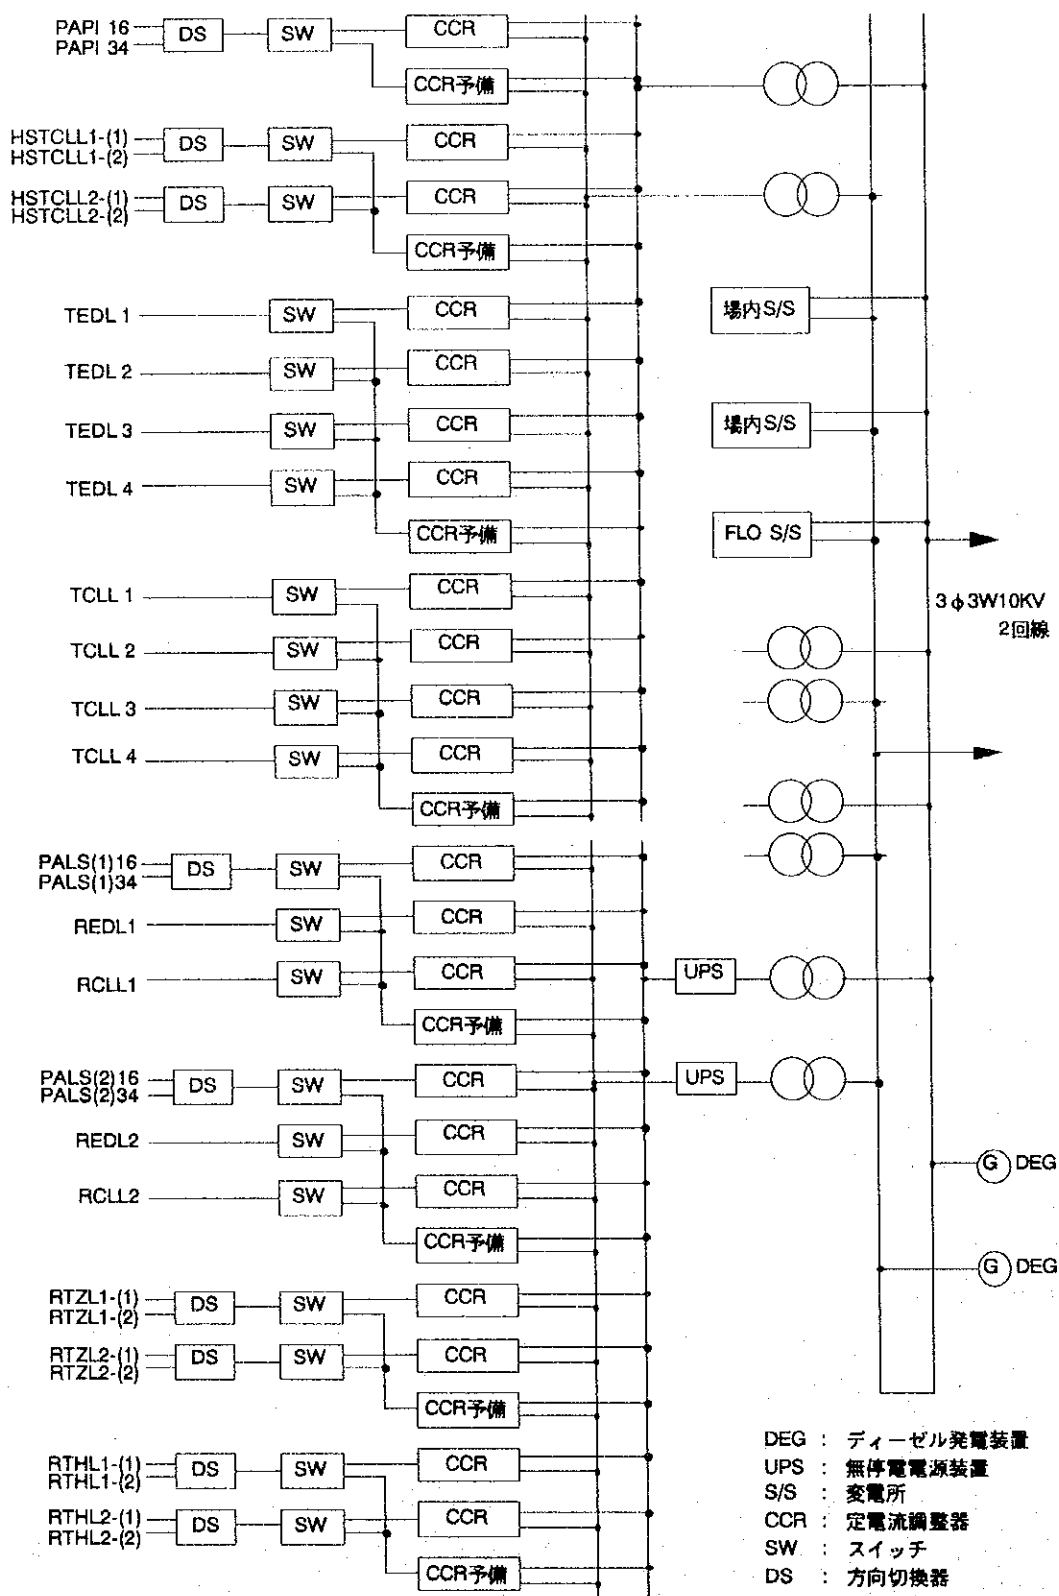 PAPI 16
PAPI 34
DS SW CCR
CCR予備
HSTCLL1-(1)
HSTCLL1-(2)
DS SW CCR
HSTCLL2-(1)
HSTCLL2-(2)
DS SW CCR
CCR予備
TEDL 1 SW CCR 場内 S/S
TEDL 2 SW CCR
TEDL 3 SW CCR 場内 S/S
TEDL 4 SW CCR
CCR予備 FLO S/S
TCLL 1 SW CCR 3φ3W10KV
2回線
TCLL 2 SW CCR
TCLL 3 SW CCR
TCLL 4 SW CCR
CCR予備
PALS(1)16
PALS(1)34
DS SW CCR
REDL1 SW CCR
RCLL1 SW CCR UPS
CCR予備
PALS(2)16
PALS(2)34
DS SW CCR UPS
REDL2 SW CCR
G DEG
RCLL2 SW CCR
CCR予備
G DEG
RTZL1-(1)
RTZL1-(2)
DS SW CCR
RTZL2-(1)
RTZL2-(2)
DS SW CCR
CCR予備
RTHL1-(1)
RTHL1-(2)
DS SW CCR
RTHL2-(1)
RTHL2-(2)
DS SW CCR
CCR予備
DEG : ディーゼル発電装置
UPS : 無停電電源装置
S/S : 変電所
CCR : 定電流調整器
SW : スイッチ
DS : 方向切換器